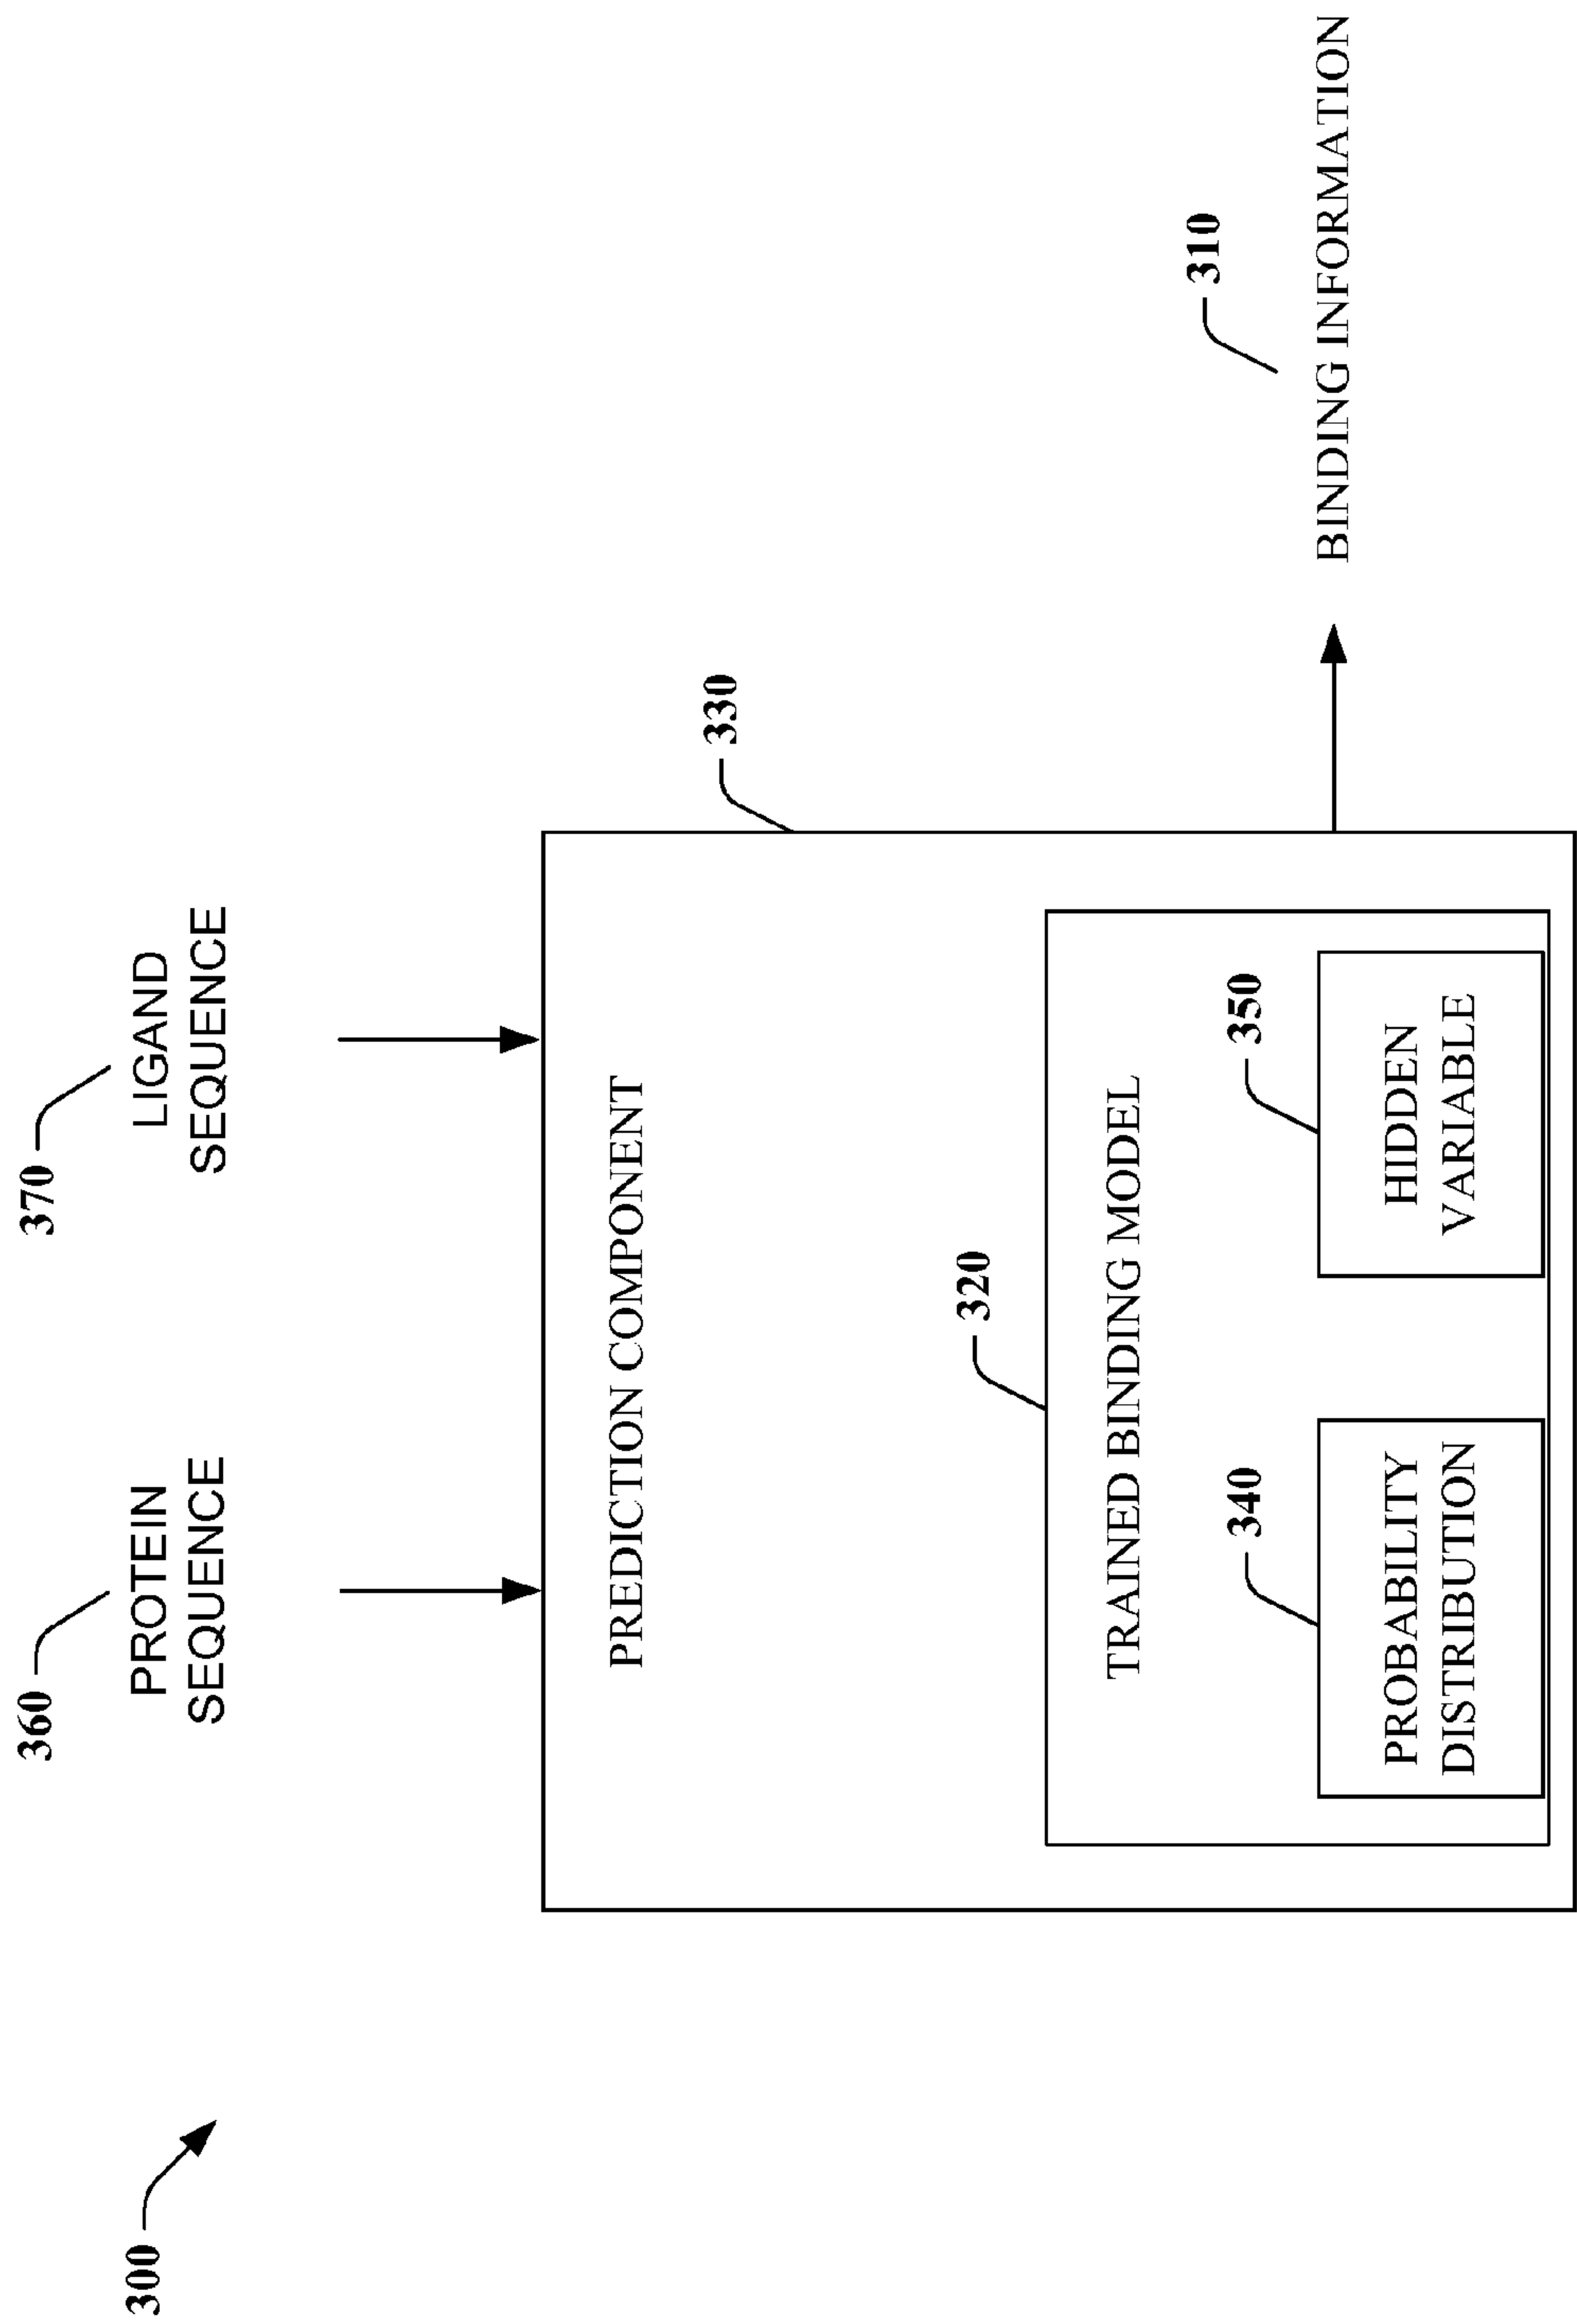 300
360
PROTEIN
SEQUENCE
370
LIGAND
SEQUENCE
330
PREDICTION COMPONENT
320
TRAINED BINDING MODEL
340
PROBABILITY
DISTRIBUTION
350
HIDDEN
VARIABLE
310
BINDING INFORMATION